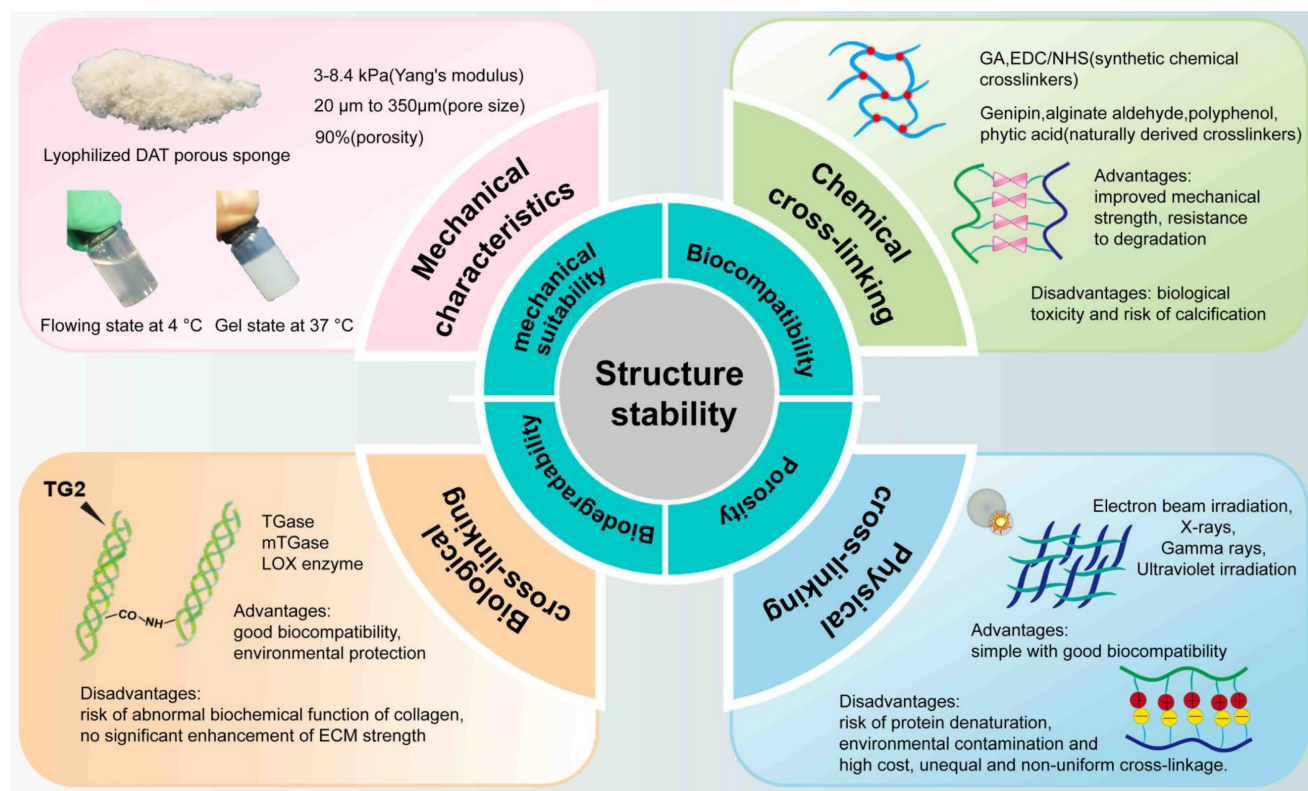 3-8.4 kPa(Yang's modulus)
20 μm to 350μm(pore size)
90%(porosity)
Lyophilized DAT porous sponge
Flowing state at 4 °C
Gel state at 37 °C
Mechanical
characteristics
GA,EDC/NHS(synthetic chemical
crosslinkers)
Genipin,alginate aldehyde,polyphenol,
phytic acid(naturally derived crosslinkers)
Advantages:
improved mechanical
strength, resistance
to degradation
Disadvantages: biological
toxicity and risk of calcification
Chemical
cross-linking
mechanical
suitability
Biocompatibility
Structure
stability
Biodegradability
Porosity
TG2
CO-NH
TGase
mTGase
LOX enzyme
Advantages:
good biocompatibility,
environmental protection
Disadvantages:
risk of abnormal biochemical function of collagen,
no significant enhancement of ECM strength
Biological
cross-linking
Physical
cross-linking
Electron beam irradiation,
X-rays,
Gamma rays,
Ultraviolet irradiation
Advantages:
simple with good biocompatibility
Disadvantages:
risk of protein denaturation,
environmental contamination and
high cost, unequal and non-uniform cross-linkage.
+ + + + +
− − − − −